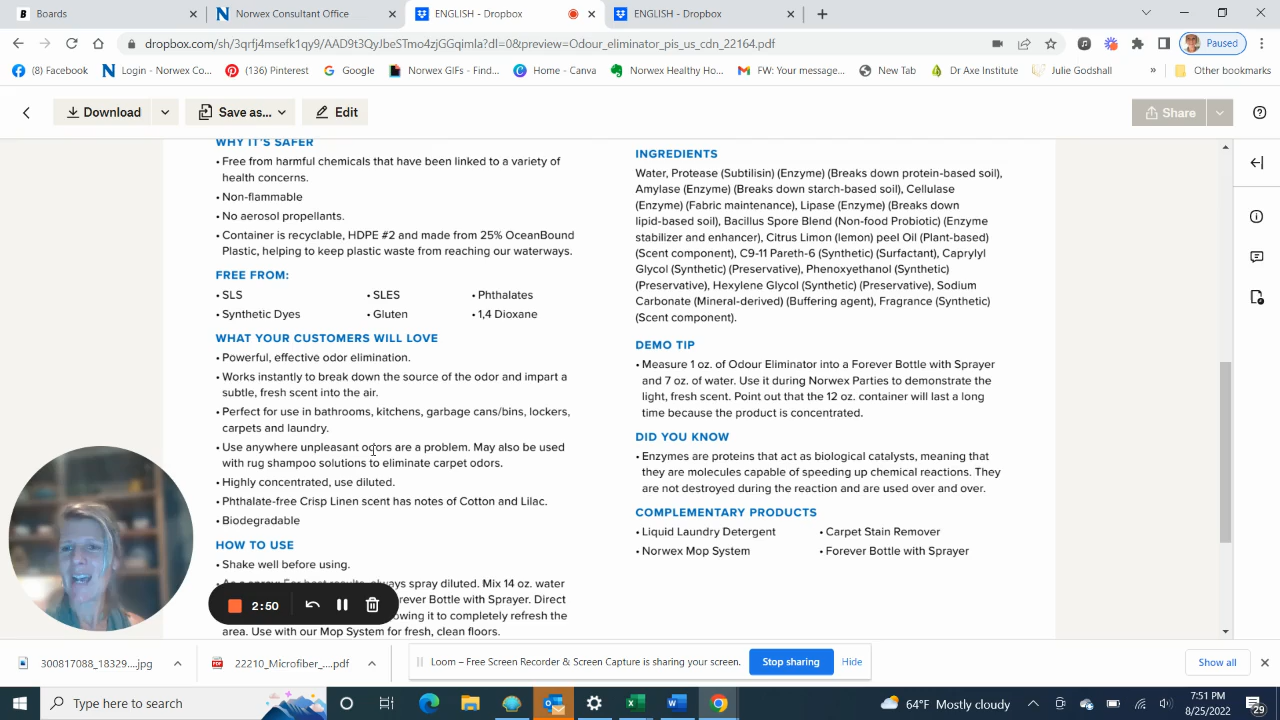 Boards
Norwex Consultant Office
ENGLISH - Dropbox
ENGLISH - Dropbox
dropbox.com/sh/3qrfj4msefk1qy9/AAD9t3QytUeSTmo4zjGGqimIa?dl=0&preview=Odour_eliminator_pis_us_cdn_22164.pdf
Paused
(8) Facebook
Login - Norwex Co...
(136) Pinterest
Google
Norwex GIFs - Find...
Home - Canva
Norwex Healthy Ho...
FW: Your message...
New Tab
Dr Axe Institute
Julie Godshall
»
Other bookmarks
Download
Save as...
Edit
Share
WHY IT'S SAFER
• Free from harmful chemicals that have been linked to a variety of
health concerns.
• Non-flammable
• No aerosol propellants.
• Container is recyclable, HDPE #2 and made from 25% OceanBound
Plastic, helping to keep plastic waste from reaching our waterways.
FREE FROM:
• SLS • SLES • Phthalates
• Synthetic Dyes • Gluten • 1,4 Dioxane
WHAT YOUR CUSTOMERS WILL LOVE
• Powerful, effective odor elimination.
• Works instantly to break down the source of the odor and impart a
subtle, fresh scent into the air.
• Perfect for use in bathrooms, kitchens, garbage cans/bins, lockers,
carpets and laundry.
• Use anywhere unpleasant odors are a problem. May also be used
with rug shampoo solutions to eliminate carpet odors.
• Highly concentrated, use diluted.
• Phthalate-free Crisp Linen scent has notes of Cotton and Lilac.
• Biodegradable
HOW TO USE
• Shake well before using.
• As a spray: For best results, always spray diluted. Mix 14 oz. water
rever Bottle with Sprayer. Direct
owing it to completely refresh the
area. Use with our Mop System for fresh, clean floors.
INGREDIENTS
Water, Protease (Subtilisin) (Enzyme) (Breaks down protein-based soil),
Amylase (Enzyme) (Breaks down starch-based soil), Cellulase
(Enzyme) (Fabric maintenance), Lipase (Enzyme) (Breaks down
lipid-based soil), Bacillus Spore Blend (Non-food Probiotic) (Enzyme
stabilizer and enhancer), Citrus Limon (lemon) peel Oil (Plant-based)
(Scent component), C9-11 Pareth-6 (Synthetic) (Surfactant), Caprylyl
Glycol (Synthetic) (Preservative), Phenoxyethanol (Synthetic)
(Preservative), Hexylene Glycol (Synthetic) (Preservative), Sodium
Carbonate (Mineral-derived) (Buffering agent), Fragrance (Synthetic)
(Scent component).
DEMO TIP
• Measure 1 oz. of Odour Eliminator into a Forever Bottle with Sprayer
and 7 oz. of water. Use it during Norwex Parties to demonstrate the
light, fresh scent. Point out that the 12 oz. container will last a long
time because the product is concentrated.
DID YOU KNOW
• Enzymes are proteins that act as biological catalysts, meaning that
they are molecules capable of speeding up chemical reactions. They
are not destroyed during the reaction and are used over and over.
COMPLEMENTARY PRODUCTS
• Liquid Laundry Detergent • Carpet Stain Remover
• Norwex Mop System • Forever Bottle with Sprayer
2:50
300817088_18329....jpg
22210_Microfiber_....pdf
Loom – Free Screen Recorder & Screen Capture is sharing your screen.
Stop sharing
Hide
Show all
Type here to search
64°F Mostly cloudy
7:51 PM
8/25/2022
29